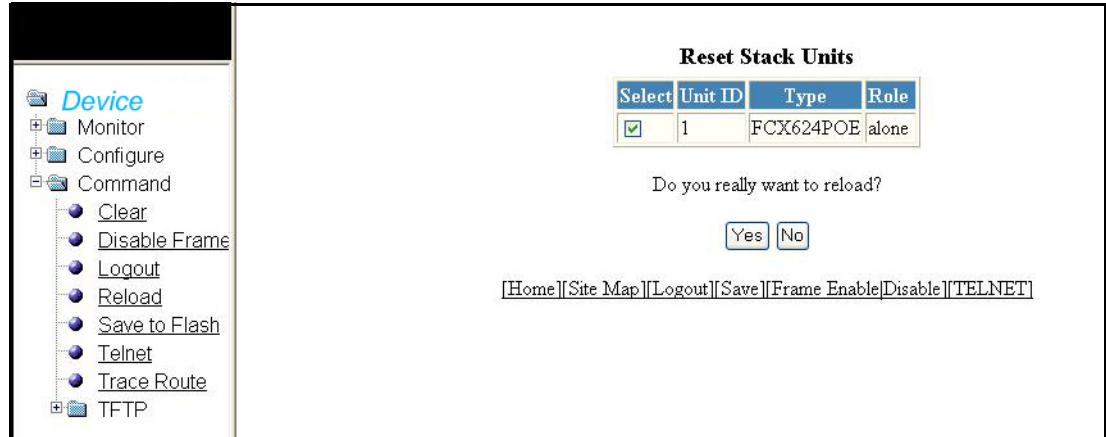 Device
Monitor
Configure
Command
Clear
Disable Frame
Logout
Reload
Save to Flash
Telnet
Trace Route
TFTP
Reset Stack Units
Select Unit ID Type Role
1 FCX624POE alone
Do you really want to reload?
Yes No
[Home][Site Map][Logout][Save][Frame Enable|Disable][TELNET]